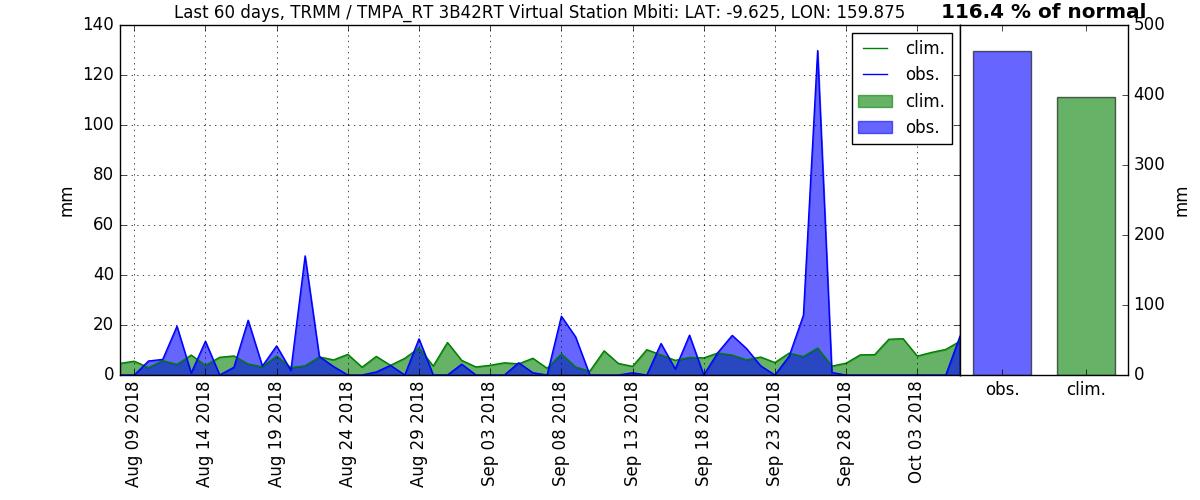 Last 60 days, TRMM / TMPA_RT 3B42RT Virtual Station Mbiti: LAT: -9.625, LON: 159.875
116.4 % of normal
140
120
100
80
60
40
20
0
mm
clim.
obs.
clim.
obs.
500
400
300
200
100
0
mm
obs.
clim.
Aug 09 2018
Aug 14 2018
Aug 19 2018
Aug 24 2018
Aug 29 2018
Sep 03 2018
Sep 08 2018
Sep 13 2018
Sep 18 2018
Sep 23 2018
Sep 28 2018
Oct 03 2018